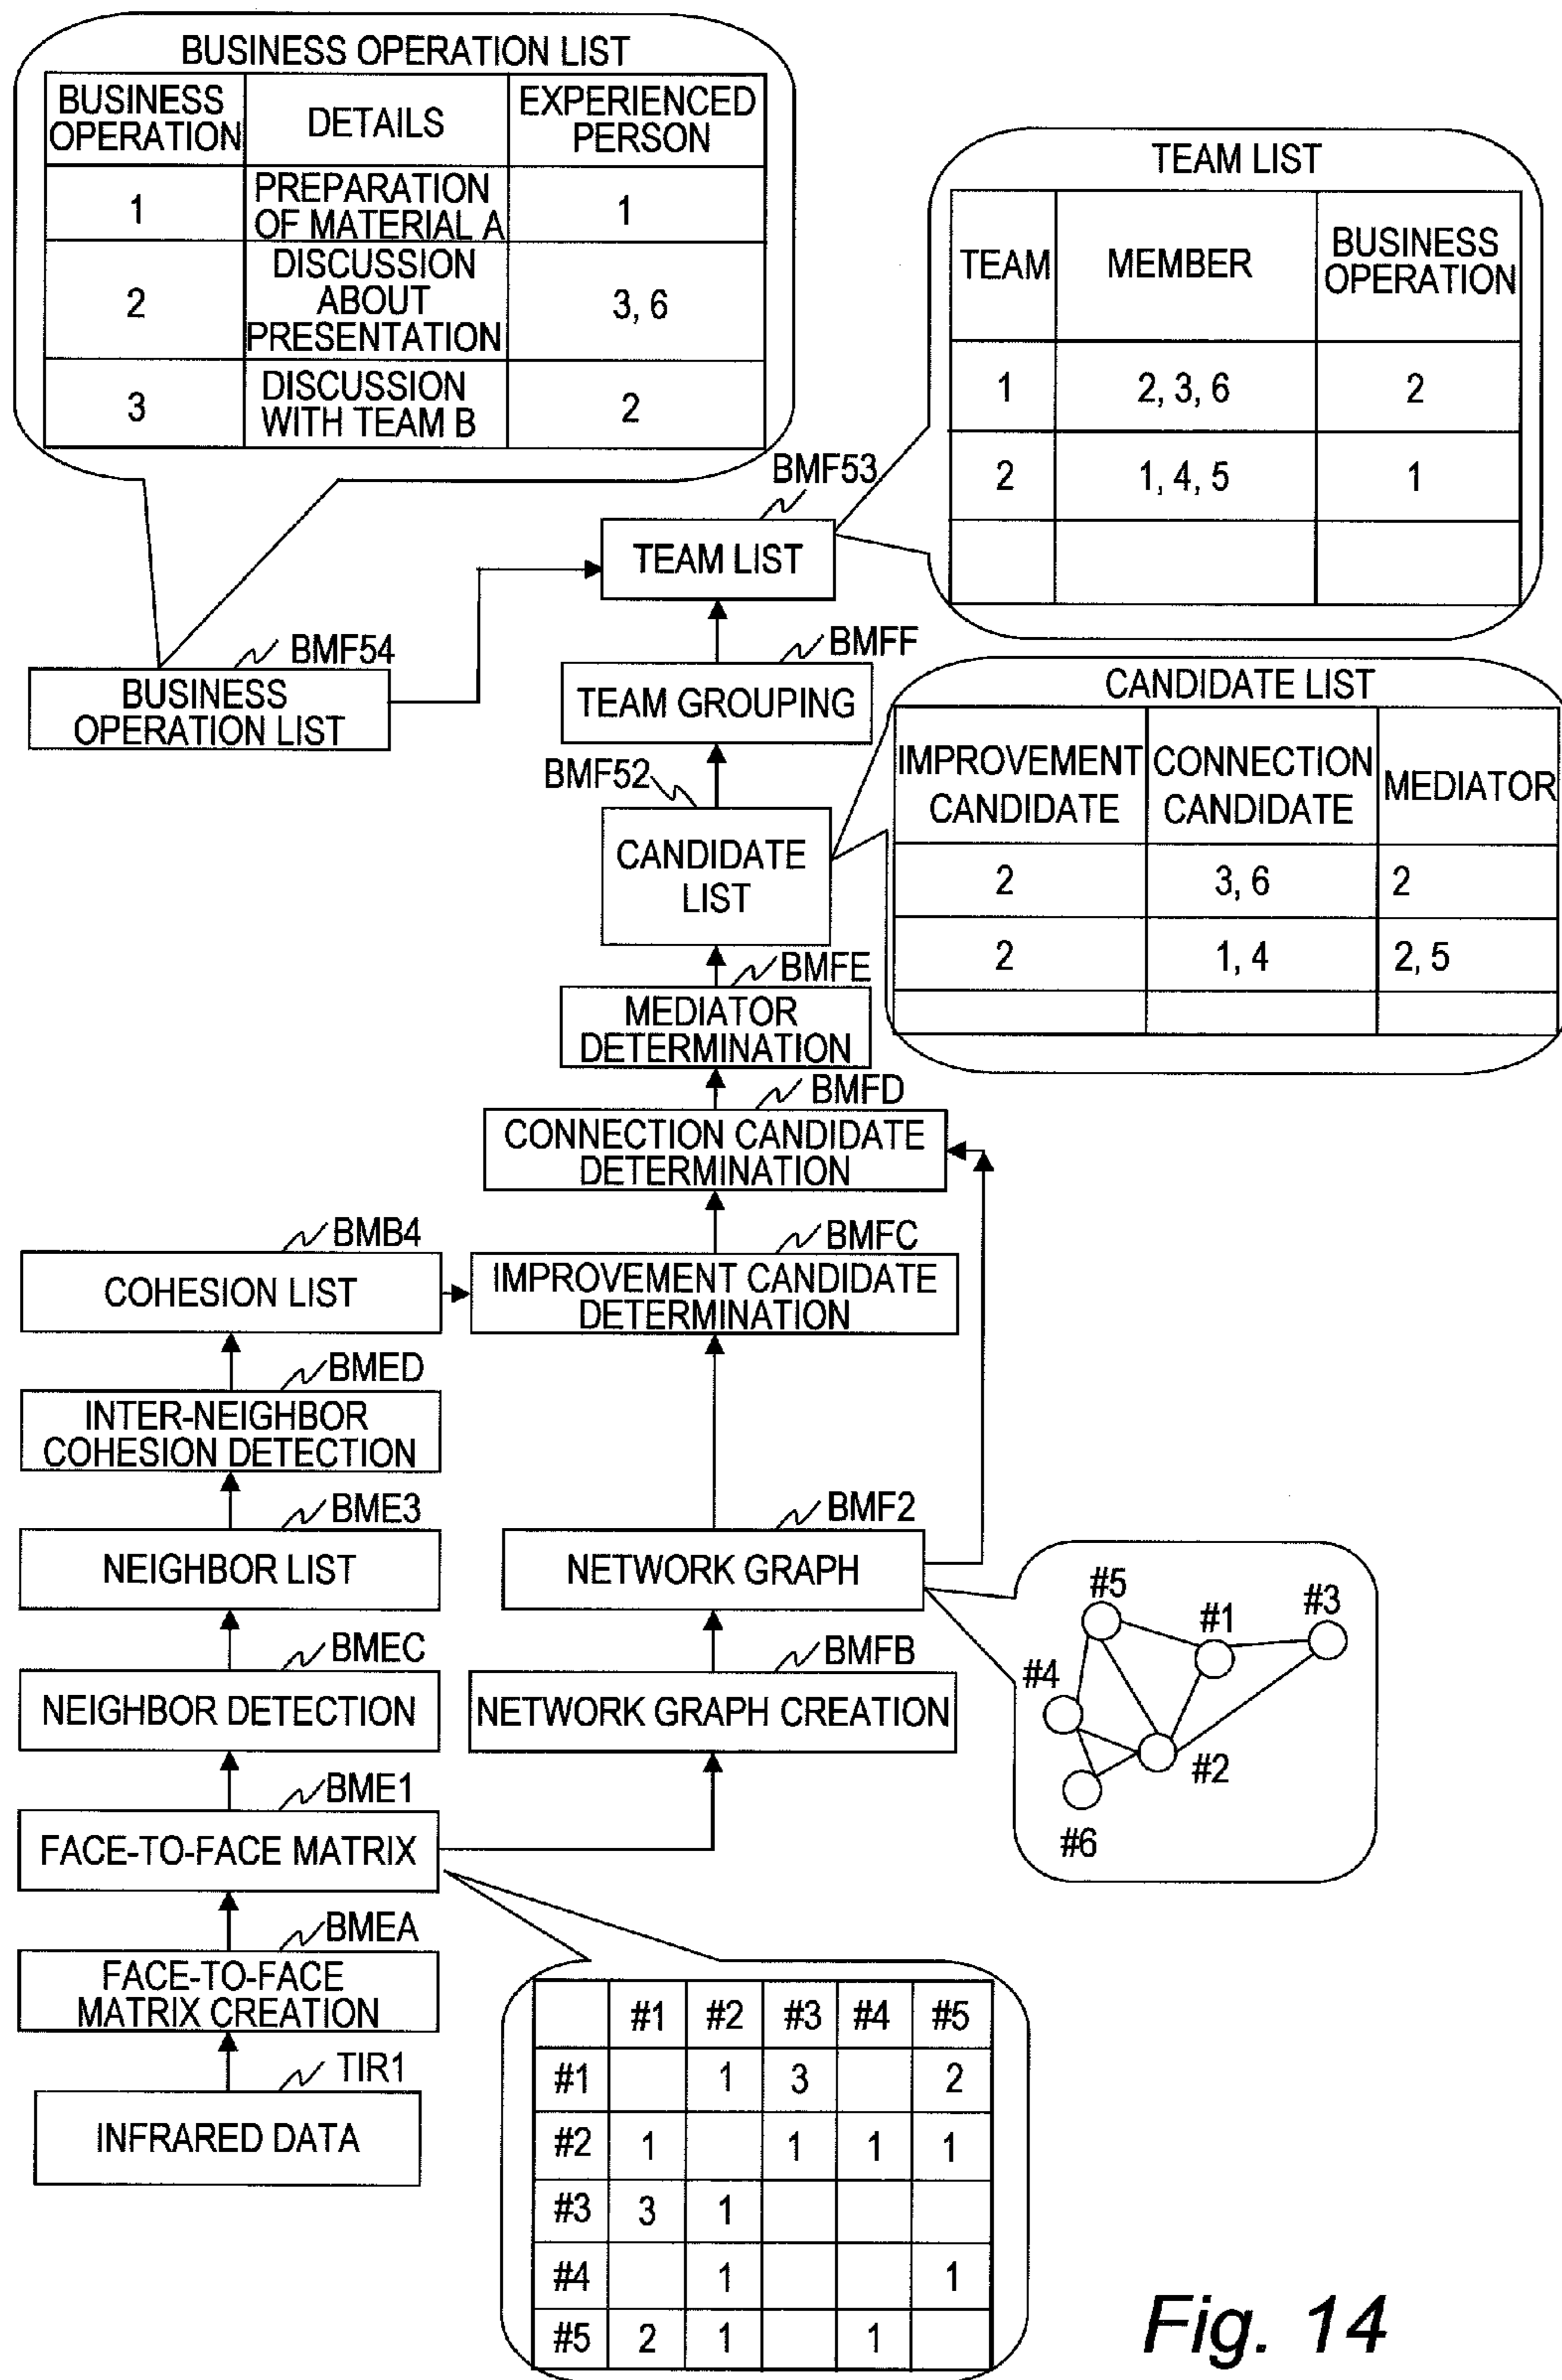 BUSINESS OPERATION LIST
BUSINESS OPERATION DETAILS EXPERIENCED PERSON
1 PREPARATION OF MATERIAL A 1
2 DISCUSSION ABOUT PRESENTATION 3, 6
3 DISCUSSION WITH TEAM B 2
TEAM LIST
TEAM MEMBER BUSINESS OPERATION
1 2, 3, 6 2
2 1, 4, 5 1
BMF53
TEAM LIST
BMF54
BUSINESS
OPERATION LIST
BMFF
TEAM GROUPING
CANDIDATE LIST
IMPROVEMENT CANDIDATE CONNECTION CANDIDATE MEDIATOR
2 3, 6 2
2 1, 4 2, 5
BMF52
CANDIDATE
LIST
BMFE
MEDIATOR
DETERMINATION
BMFD
CONNECTION CANDIDATE
DETERMINATION
BMB4
COHESION LIST
BMFC
IMPROVEMENT CANDIDATE
DETERMINATION
BMED
INTER-NEIGHBOR
COHESION DETECTION
BME3
NEIGHBOR LIST
BMF2
NETWORK GRAPH
#5
#1
#3
#4
#2
#6
BMEC
NEIGHBOR DETECTION
BMFB
NETWORK GRAPH CREATION
BME1
FACE-TO-FACE MATRIX
BMEA
FACE-TO-FACE
MATRIX CREATION
TIR1
INFRARED DATA
#1 #2 #3 #4 #5
#1 1 3 2
#2 1 1 1 1
#3 3 1
#4 1 1
#5 2 1 1
Fig. 14